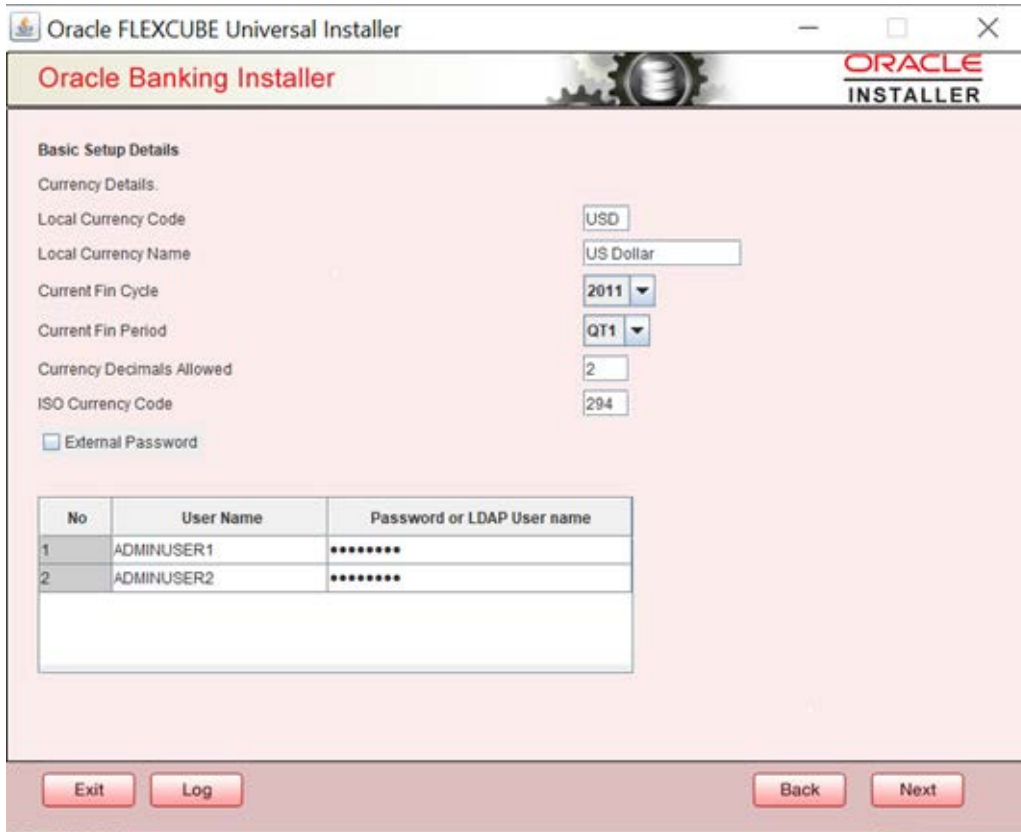 Oracle FLEXCUBE Universal Installer
Oracle Banking Installer
ORACLE
INSTALLER
Basic Setup Details
Currency Details.
Local Currency Code USD
Local Currency Name US Dollar
Current Fin Cycle 2011
Current Fin Period QT1
Currency Decimals Allowed 2
ISO Currency Code 294
External Password
No User Name Password or LDAP User name
1 ADMINUSER1 ••••••••
2 ADMINUSER2 ••••••••
Exit Log Back Next